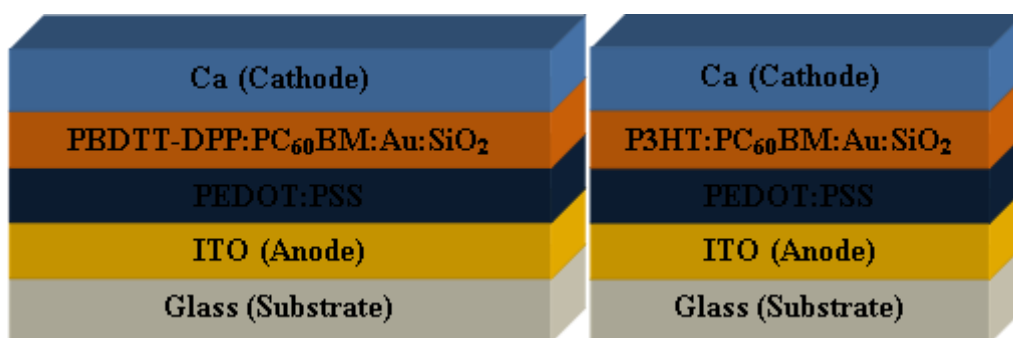 Ca (Cathode)
PBDTT-DPP:PC₆₀BM:Au:SiO₂
PEDOT:PSS
ITO (Anode)
Glass (Substrate)
Ca (Cathode)
P3HT:PC₆₀BM:Au:SiO₂
PEDOT:PSS
ITO (Anode)
Glass (Substrate)